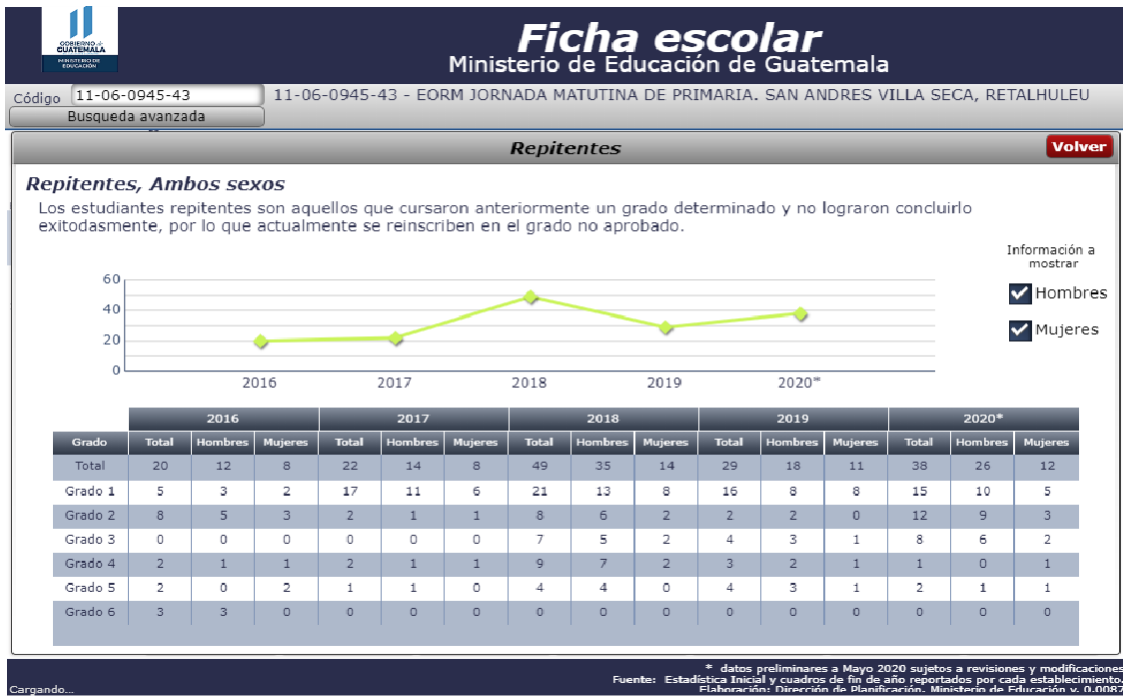 GOBIERNO de
GUATEMALA
MINISTERIO DE
EDUCACIÓN
Ficha escolar
Ministerio de Educación de Guatemala
Código 11-06-0945-43 11-06-0945-43 - EORM JORNADA MATUTINA DE PRIMARIA. SAN ANDRES VILLA SECA, RETALHULEU
Busqueda avanzada
Repitentes Volver
Repitentes, Ambos sexos
Los estudiantes repitentes son aquellos que cursaron anteriormente un grado determinado y no lograron concluirlo
exitodasmente, por lo que actualmente se reinscriben en el grado no aprobado.
Información a
mostrar
Hombres
Mujeres
60
40
20
0
2016 2017 2018 2019 2020*
2016 2017 2018 2019 2020*
Grado Total Hombres Mujeres Total Hombres Mujeres Total Hombres Mujeres Total Hombres Mujeres Total Hombres Mujeres
Total 20 12 8 22 14 8 49 35 14 29 18 11 38 26 12
Grado 1 5 3 2 17 11 6 21 13 8 16 8 8 15 10 5
Grado 2 8 5 3 2 1 1 8 6 2 2 2 0 12 9 3
Grado 3 0 0 0 0 0 0 7 5 2 4 3 1 8 6 2
Grado 4 2 1 1 2 1 1 9 7 2 3 2 1 1 0 1
Grado 5 2 0 2 1 1 0 4 4 0 4 3 1 2 1 1
Grado 6 3 3 0 0 0 0 0 0 0 0 0 0 0 0 0
* datos preliminares a Mayo 2020 sujetos a revisiones y modificaciones
Fuente: Estadística Inicial y cuadros de fin de año reportados por cada establecimiento.
Cargando... Elaboración: Dirección de Planificación. Ministerio de Educación v. 0.0087